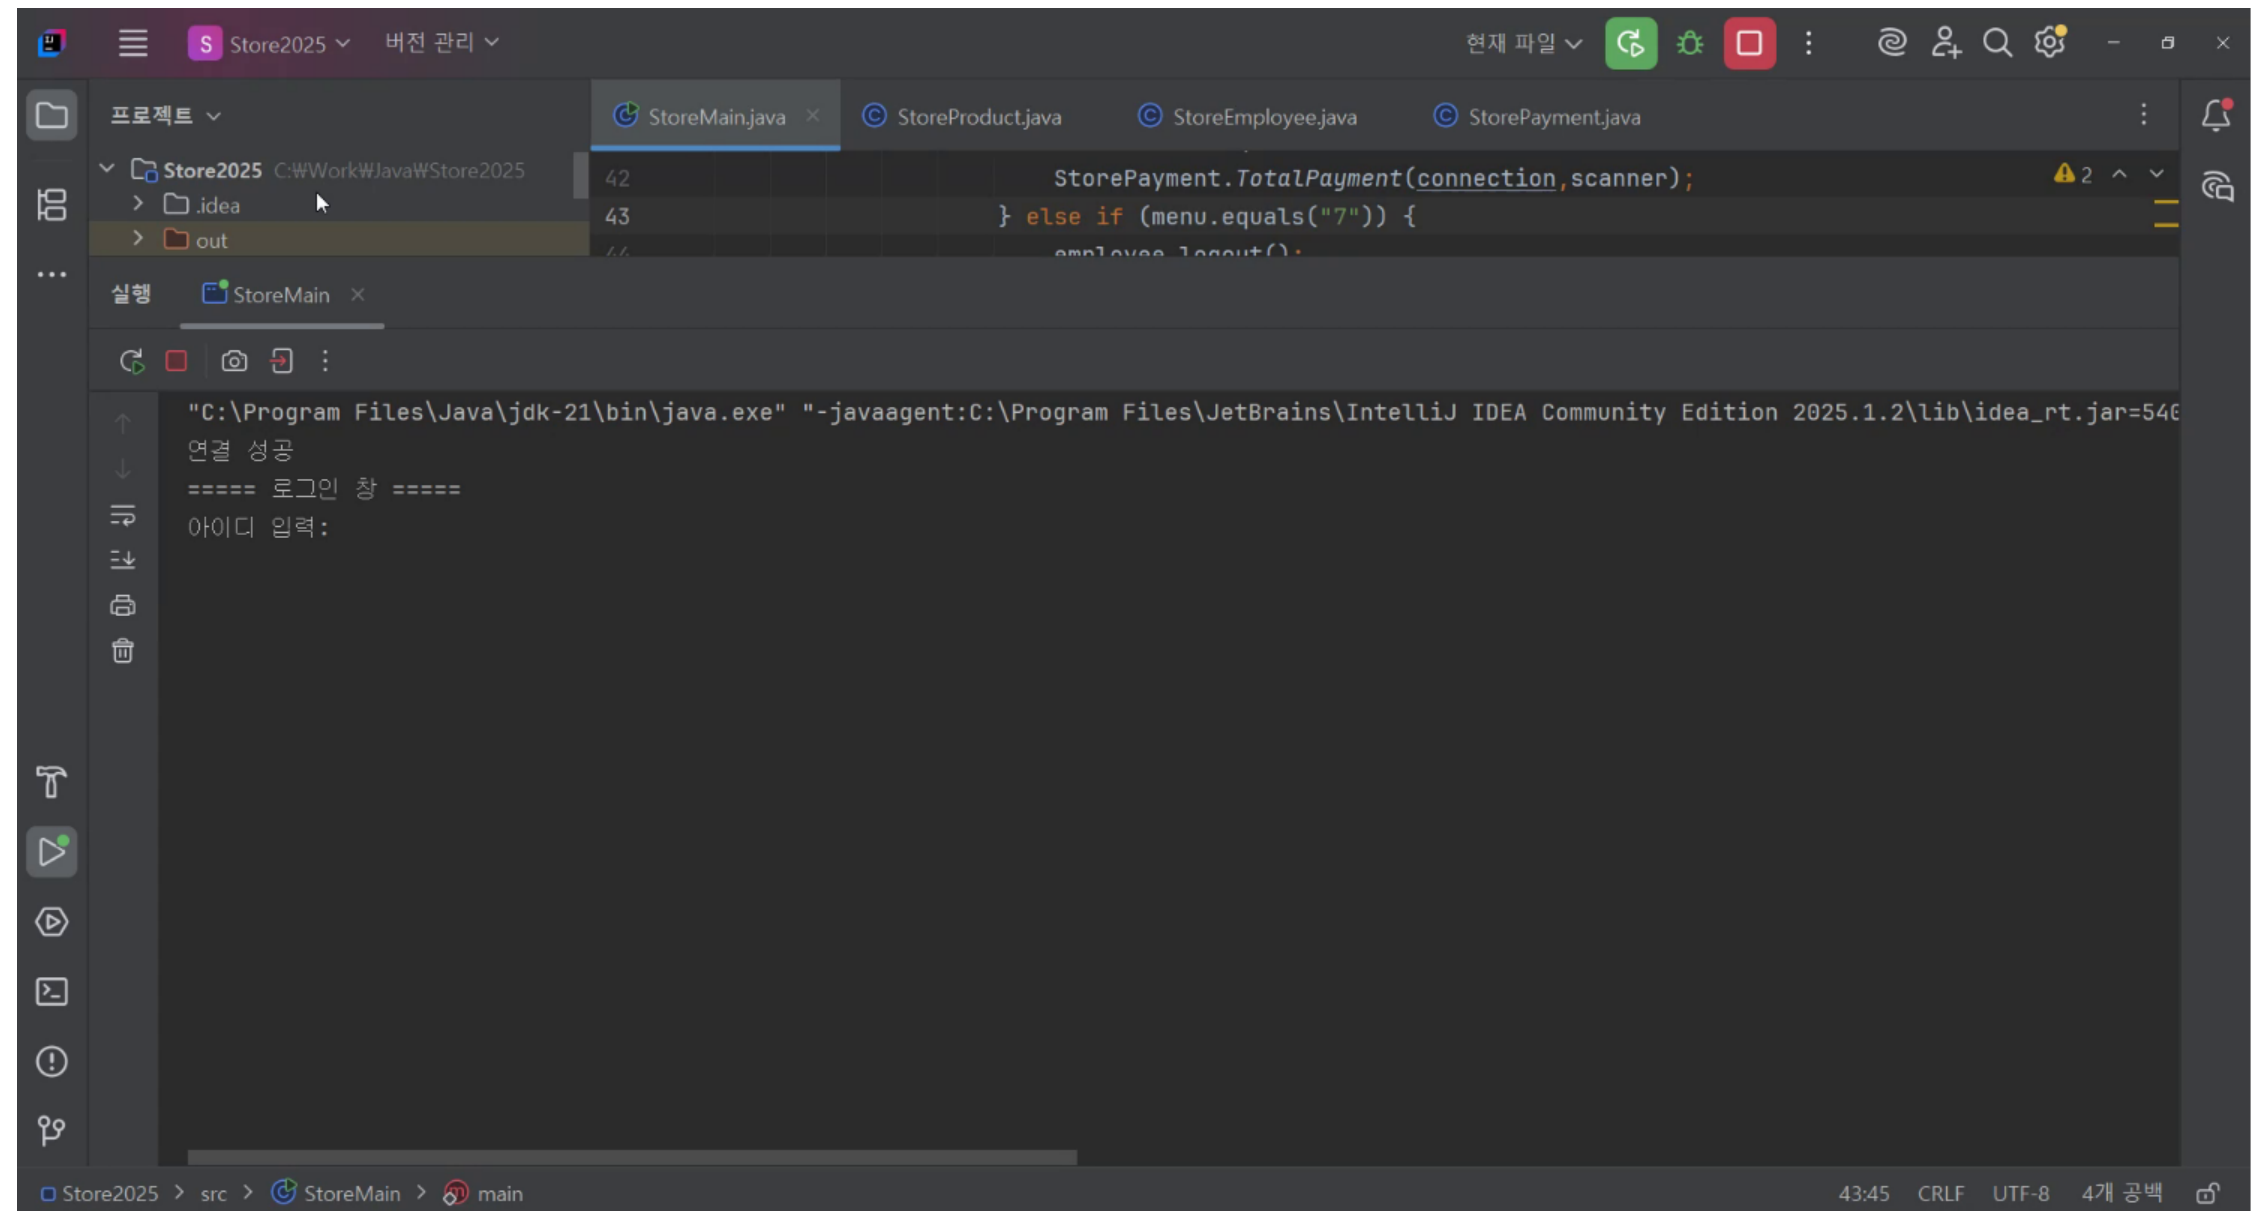 S Store2025 버전 관리 현재 파일
프로젝트 StoreMain.java StoreProduct.java StoreEmployee.java StorePayment.java
Store2025 C:₩Work₩Java₩Store2025
.idea
out
42 StorePayment.TotalPayment(connection,scanner); 2
43 } else if (menu.equals("7")) {
44 employee.logout();
실행 StoreMain
"C:\Program Files\Java\jdk-21\bin\java.exe" "-javaagent:C:\Program Files\JetBrains\IntelliJ IDEA Community Edition 2025.1.2\lib\idea_rt.jar=540
연결 성공
===== 로그인 창 =====
아이디 입력:
Store2025 > src > StoreMain > main 43:45 CRLF UTF-8 4개 공백